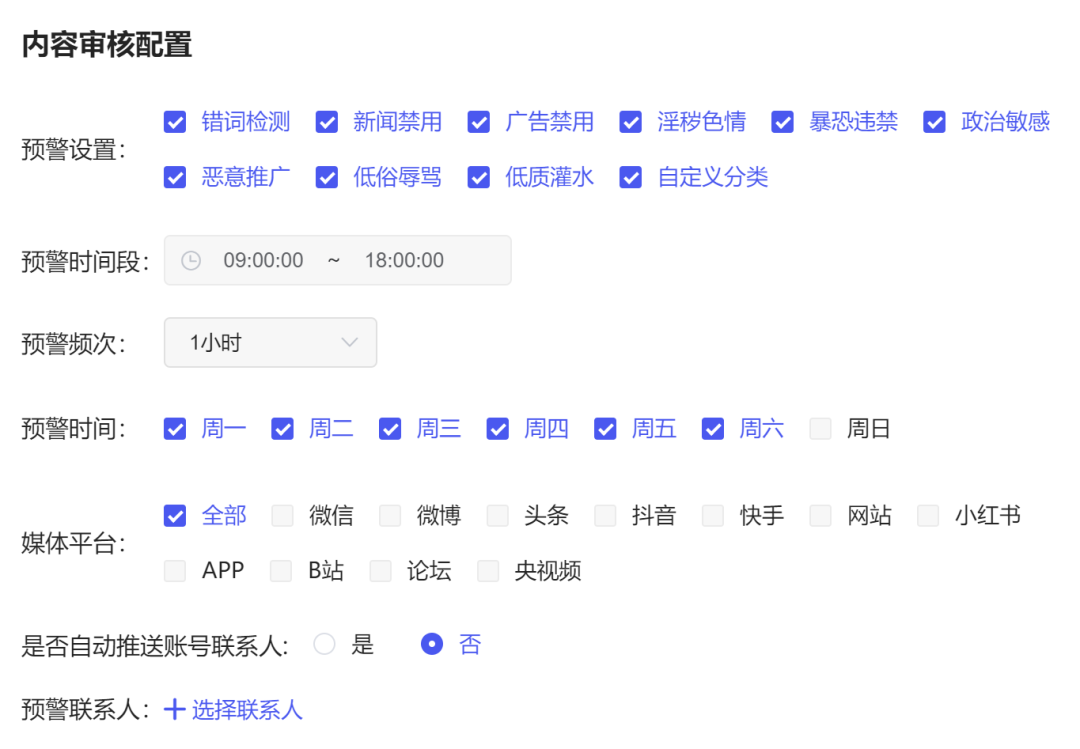 内容审核配置
预警设置： 错词检测 新闻禁用 广告禁用 淫秽色情 暴恐违禁 政治敏感
恶意推广 低俗辱骂 低质灌水 自定义分类
预警时间段： 09:00:00 ~ 18:00:00
预警频次： 1小时
预警时间： 周一 周二 周三 周四 周五 周六 周日
媒体平台： 全部 微信 微博 头条 抖音 快手 网站 小红书
APP B站 论坛 央视频
是否自动推送账号联系人: 是 否
预警联系人： +选择联系人